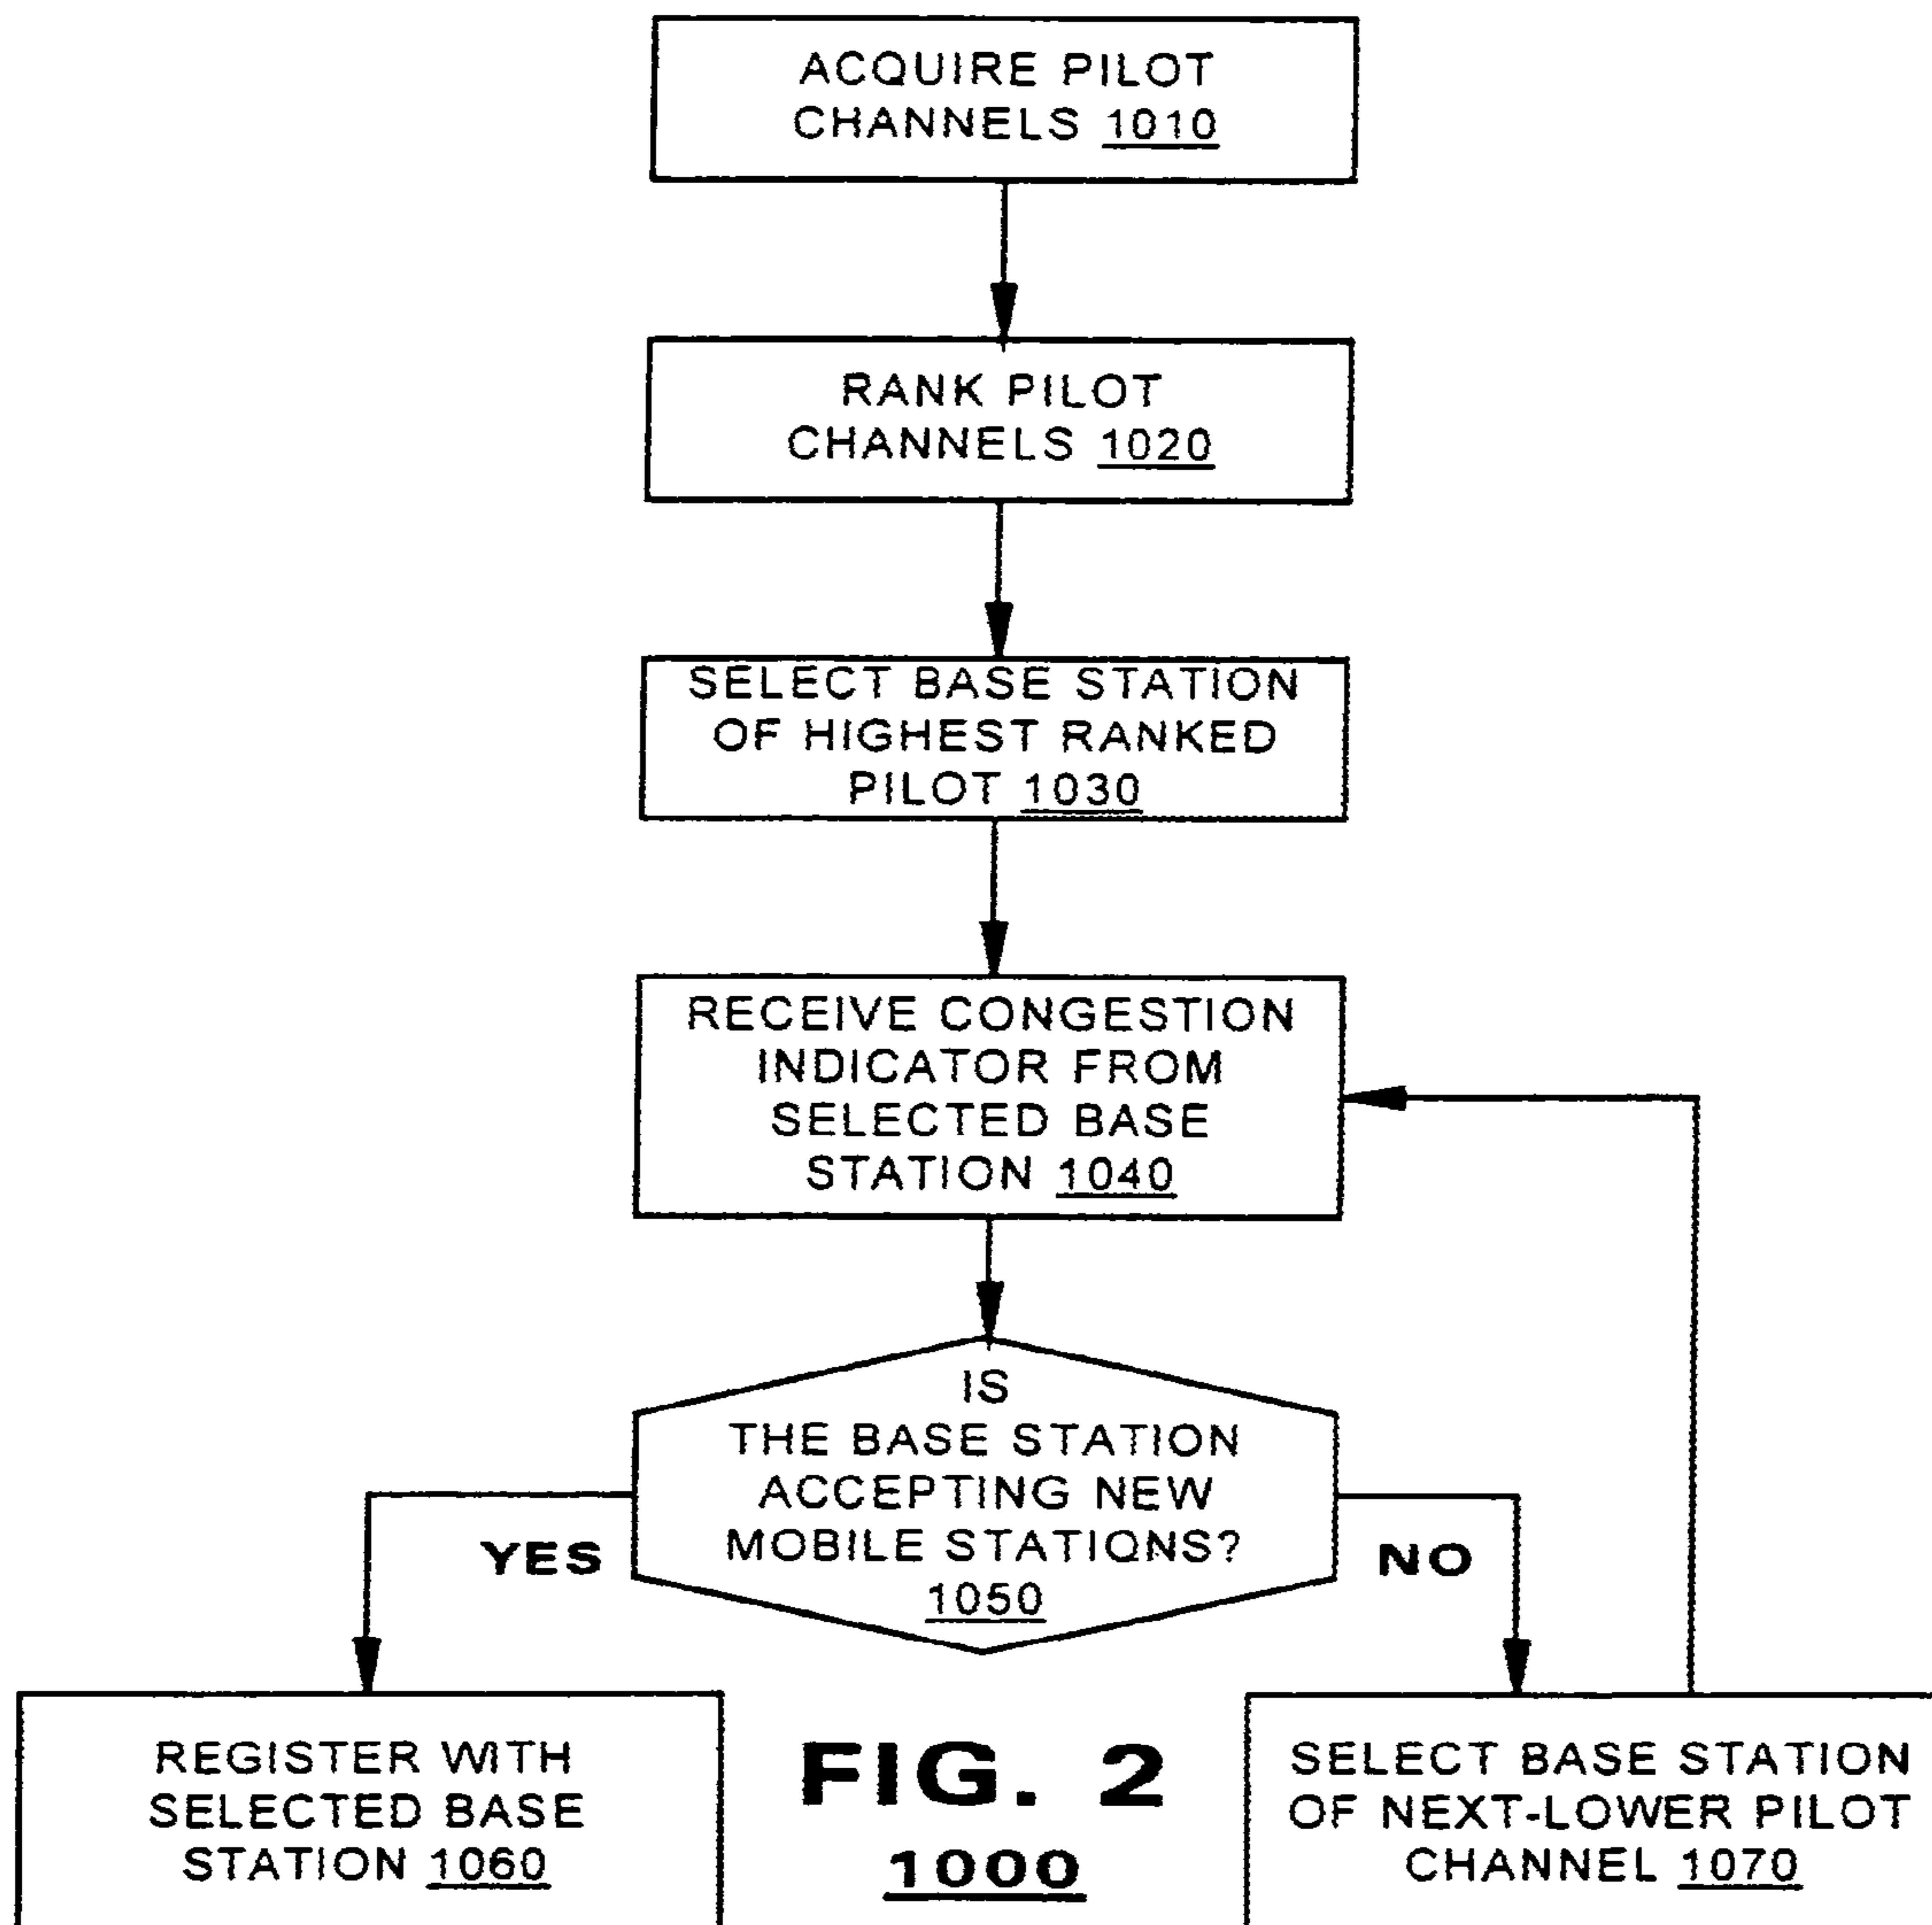 ACQUIRE PILOT
CHANNELS 1010
RANK PILOT
CHANNELS 1020
SELECT BASE STATION
OF HIGHEST RANKED
PILOT 1030
RECEIVE CONGESTION
INDICATOR FROM
SELECTED BASE
STATION 1040
IS
THE BASE STATION
ACCEPTING NEW
MOBILE STATIONS?
1050
YES
NO
REGISTER WITH
SELECTED BASE
STATION 1060
FIG. 2
1000
SELECT BASE STATION
OF NEXT-LOWER PILOT
CHANNEL 1070